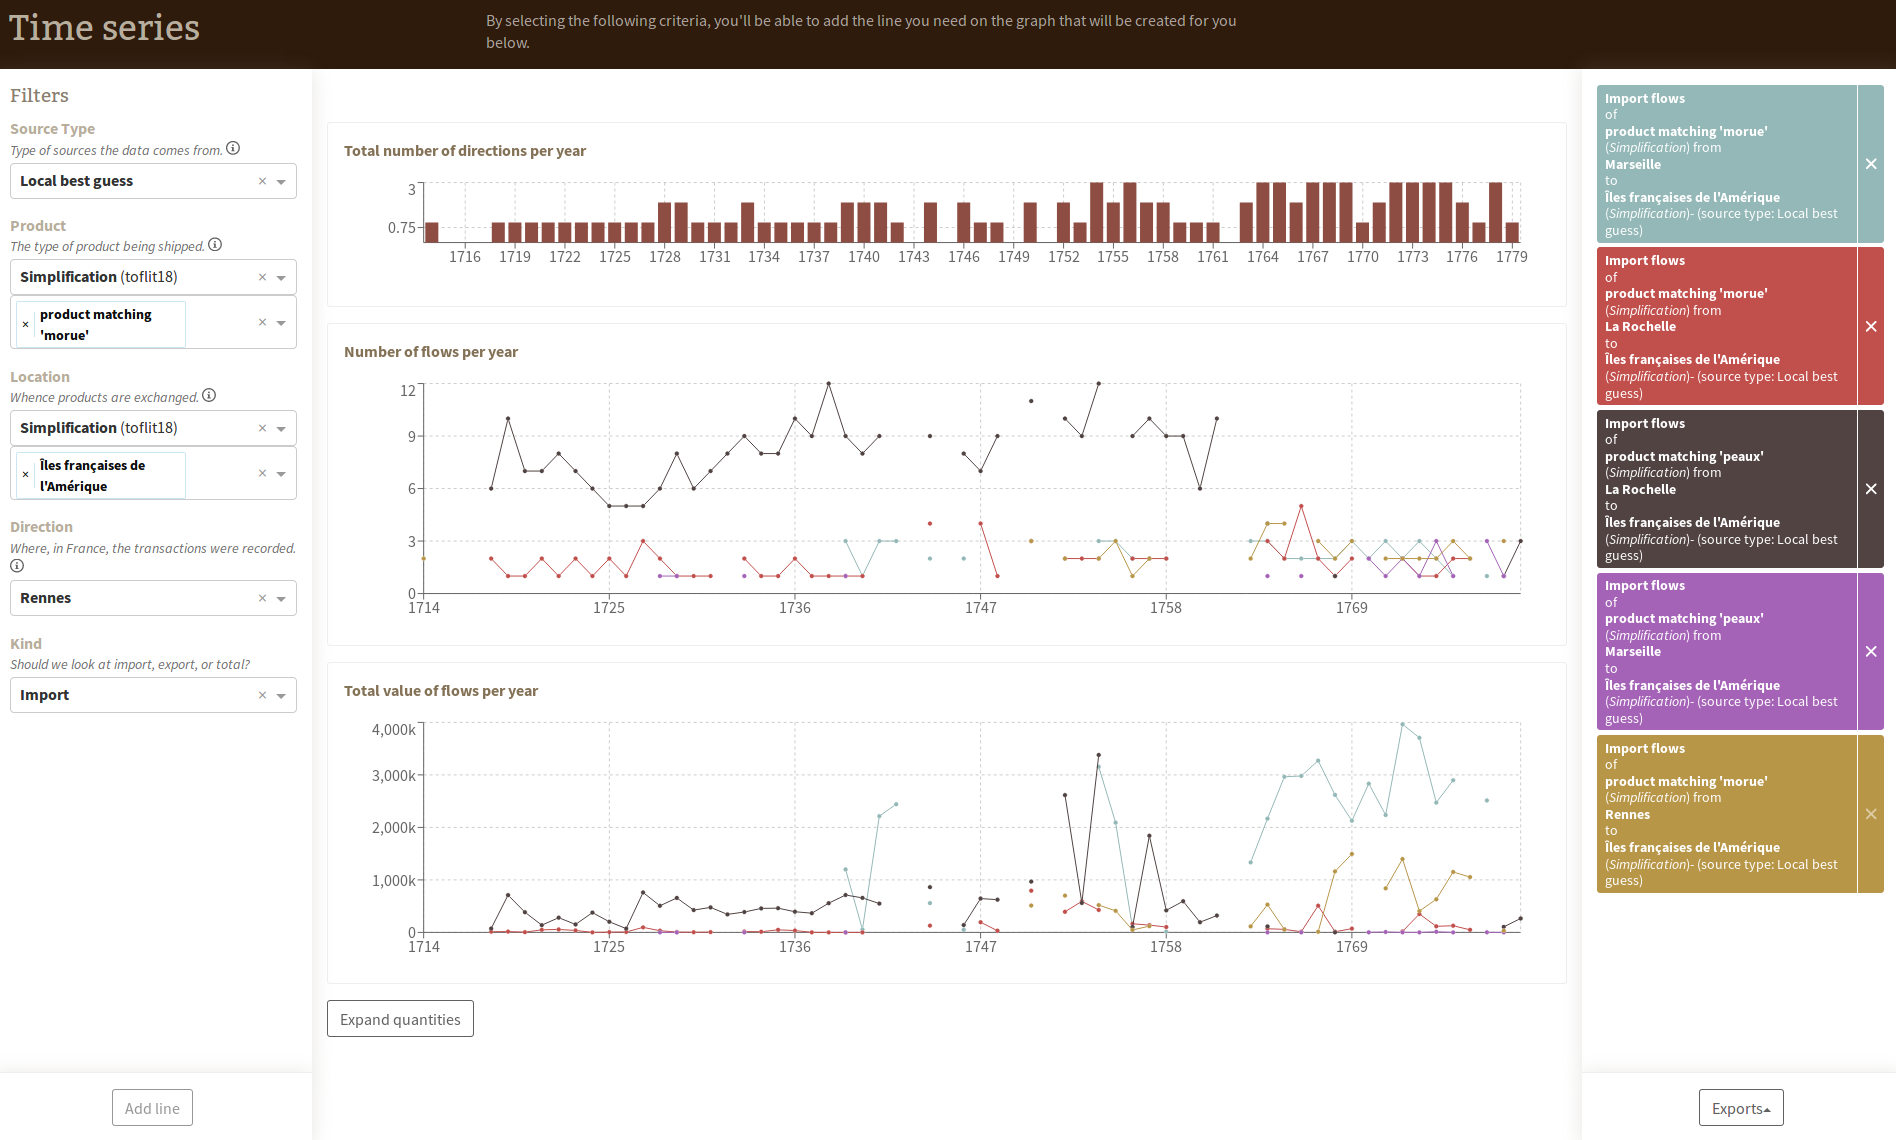 Time series
By selecting the following criteria, you'll be able to add the line you need on the graph that will be created for you
below.
Filters
Source Type
Type of sources the data comes from.
Local best guess
Product
The type of product being shipped.
Simplification (toflit18)
× product matching
'morue'
Location
Whence products are exchanged.
Simplification (toflit18)
× Îles françaises de
l'Amérique
Direction
Where, in France, the transactions were recorded.
Rennes
Kind
Should we look at import, export, or total?
Import
Add line
Total number of directions per year
3
0.75
1716 1719 1722 1725 1728 1731 1734 1737 1740 1743 1746 1749 1752 1755 1758 1761 1764 1767 1770 1773 1776 1779
Number of flows per year
12
9
6
3
0
1714 1725 1736 1747 1758 1769
Total value of flows per year
4,000k
3,000k
2,000k
1,000k
0
1714 1725 1736 1747 1758 1769
Expand quantities
Import flows
of
product matching 'morue'
(Simplification) from
Marseille
to
Îles françaises de l'Amérique
(Simplification)- (source type: Local best
guess)
Import flows
of
product matching 'morue'
(Simplification) from
La Rochelle
to
Îles françaises de l'Amérique
(Simplification)- (source type: Local best
guess)
Import flows
of
product matching 'peaux'
(Simplification) from
La Rochelle
to
Îles françaises de l'Amérique
(Simplification)- (source type: Local best
guess)
Import flows
of
product matching 'peaux'
(Simplification) from
Marseille
to
Îles françaises de l'Amérique
(Simplification)- (source type: Local best
guess)
Import flows
of
product matching 'morue'
(Simplification) from
Rennes
to
Îles françaises de l'Amérique
(Simplification)- (source type: Local best
guess)
Exports